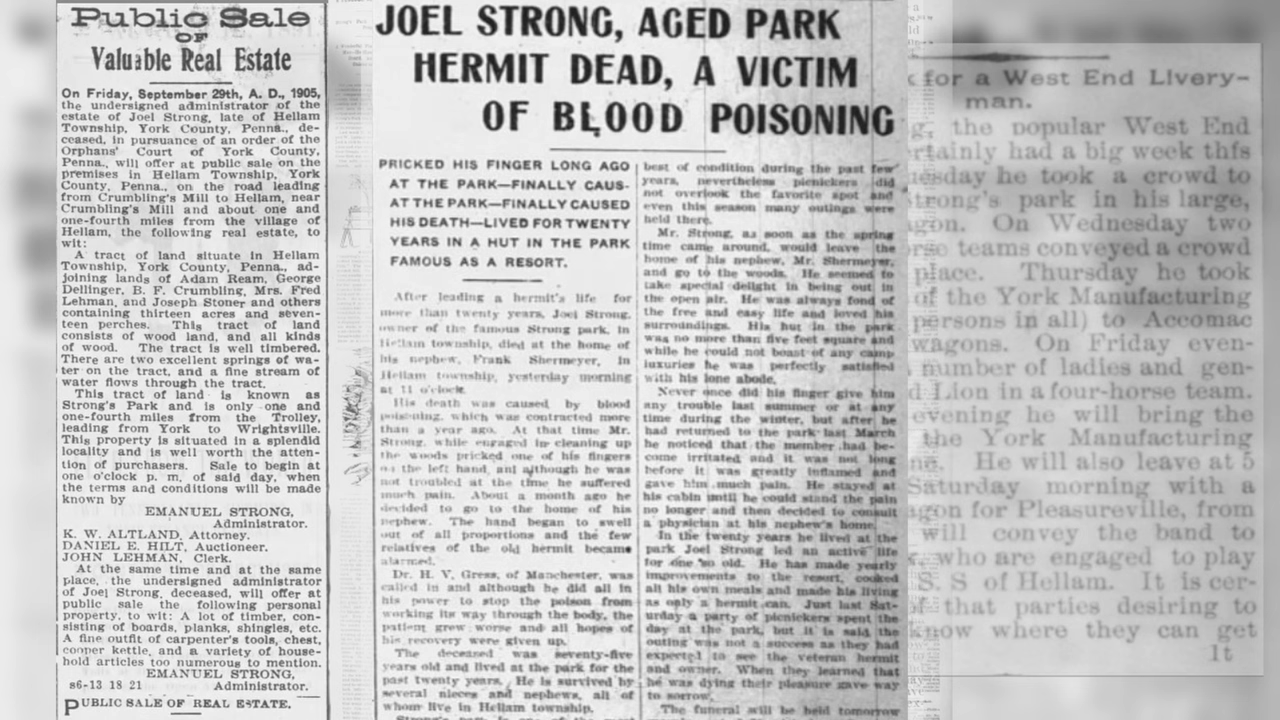 Public Sale
OF
Valuable Real Estate
On Friday, September 29th, A. D., 1905,
the undersigned administrator of the
estate of Joel Strong, late of Hellam
Township, York County, Penna., de-
ceased, in pursuance of an order of the
Orphans' Court of York County,
Penna., will offer at public sale on the
premises in Hellam Township, York
County, Penna., on the road leading
from Crumbling's Mill to Hellam, near
Crumbling's Mill and about one and
one-fourth miles from the village of
Hellam, the following real estate, to
wit:
A tract of land situate in Hellam
Township, York County, Penna., ad-
joining lands of Adam Ream, George
Dellinger, B. F. Crumbling, Mrs. Fred
Lehman, and Joseph Stoner and others
containing thirteen acres and seven-
teen perches. This tract of land
consists of wood land, and all kinds
of wood. The tract is well timbered.
There are two excellent springs of wa-
ter on the tract, and a fine stream of
water flows through the tract.
This tract of land is known as
Strong's Park and is only one and
one-fourth miles from the Trolley,
leading from York to Wrightsville.
This property is situated in a splendid
locality and is well worth the atten-
tion of purchasers. Sale to begin at
one o'clock p. m. of said day, when
the terms and conditions will be made
known by
EMANUEL STRONG,
Administrator.
K. W. ALTLAND, Attorney.
DANIEL E. HILT, Auctioneer.
JOHN LEHMAN, Clerk.
At the same time and at the same
place, the undersigned administrator
of Joel Strong, deceased, will offer at
public sale the following personal
property, to wit: A lot of timber, con-
sisting of boards, planks, shingles, etc.
A fine outfit of carpenter's tools, chest,
cooper kettle, and a variety of house-
hold articles too numerous to mention.
EMANUEL STRONG,
s6-13 18 21 Administrator.
PUBLIC SALE OF REAL ESTATE.
JOEL STRONG, AGED PARK
HERMIT DEAD, A VICTIM
OF BLOOD POISONING
PRICKED HIS FINGER LONG AGO
AT THE PARK—FINALLY CAUS-
AT THE PARK—FINALLY CAUSED
HIS DEATH—LIVED FOR TWENTY
YEARS IN A HUT IN THE PARK
FAMOUS AS A RESORT.
After leading a hermit's life for
more than twenty years, Joel Strong,
owner of the famous Strong park, in
Hellam township, died at the home of
his nephew, Frank Shermeyer, in
Hellam township, yesterday morning
at 11 o'clock.
His death was caused by blood
poisoning, which was contracted more
than a year ago. At that time Mr.
Strong, while engaged in cleaning up
the woods pricked one of his fingers
on the left hand, and although he was
not troubled at the time he suffered
much pain. About a month ago he
decided to go to the home of his
nephew. The hand began to swell
out of all proportions and the few
relatives of the old hermit became
alarmed.
Dr. H. V. Gress, of Manchester, was
called in and although he did all in
his power to stop the poison from
working its way through the body, the
patient grew worse and all hopes of
his recovery were given up.
The deceased was seventy-five
years old and lived at the park for the
past twenty years. He is survived by
several nieces and nephews, all of
whom live in Hellam township.
Strong's park is one of the most
best of condition during the past few
years, nevertheless picnickers did
not overlook the favorite spot and
even this season many outings were
held there.
Mr. Strong, as soon as the spring
time came around, would leave the
home of his nephew, Mr. Shermeyer,
and go to the woods. He seemed to
take special delight in being out in
the open air. He was always fond of
the free and easy life and loved his
surroundings. His hut in the park
was no more than five feet square and
while he could not boast of any camp
luxuries he was perfectly satisfied
with his lone abode.
Never once did his finger give him
any trouble last summer or at any
time during the winter, but after he
had returned to the park last March
he noticed that the member had be-
come irritated and it was not long
before it was greatly inflamed and
gave him much pain. He stayed at
his cabin until he could stand the pain
no longer and then decided to consult
a physician at his nephew's home.
In the twenty years he lived at the
park Joel Strong led an active life
for one so old. He has made yearly
improvements to the resort, cooked
all his own meals and made his living
as only a hermit can. Just last Sat-
urday a party of picnickers spent the
day at the park, but it is said the
outing was not a success as they had
expected to see the veteran hermit
and owner. When they learned that
he was dying their pleasure gave way
to sorrow.
The funeral will be held tomorrow
for a West End Livery-
man.
the popular West End
had a big week this
he took a crowd to
park in his large,
On Wednesday two
teams conveyed a crowd
place. Thursday he took
of the York Manufacturing
persons in all) to Accomac
wagons. On Friday even-
number of ladies and gen-
Lion in a four-horse team.
evening he will bring the
the York Manufacturing
He will also leave at 5
Saturday morning with a
for Pleasureville, from
will convey the band to
who are engaged to play
S. S of Hellam. It is cer-
that parties desiring to
know where they can get
1t